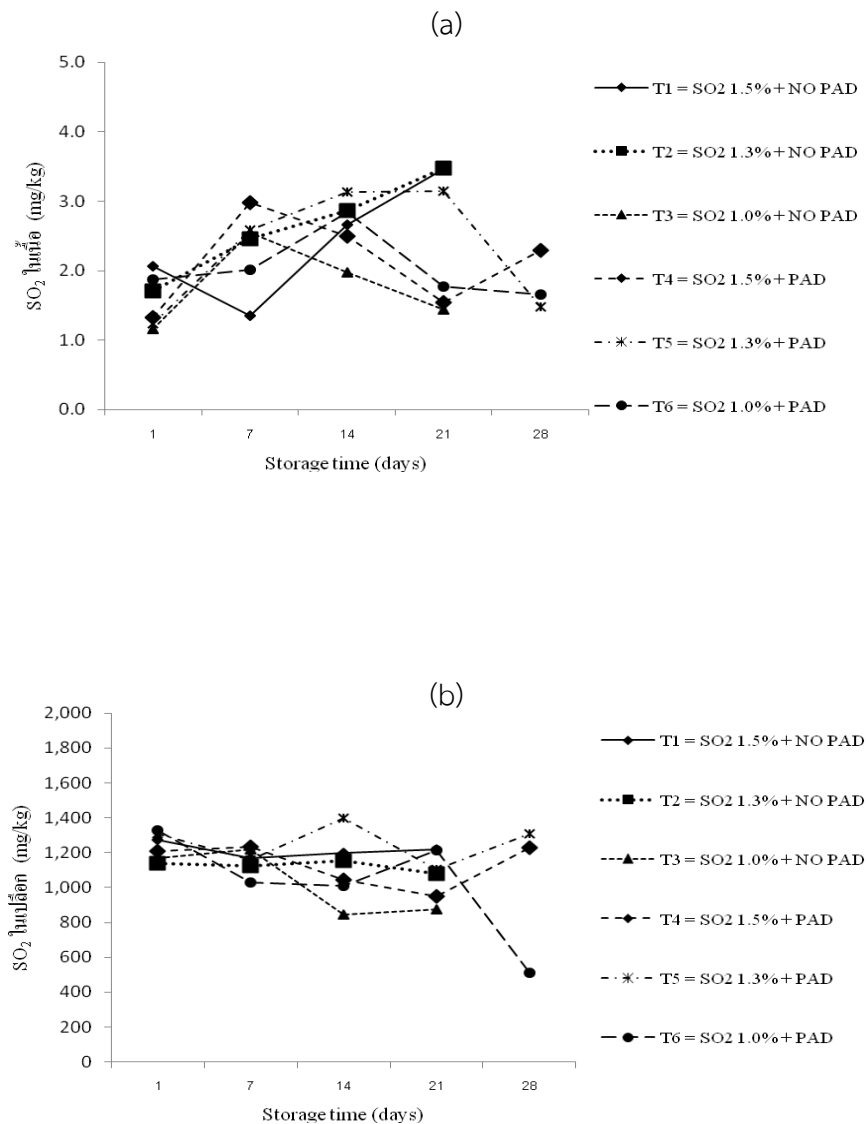 (a)
5.0
4.0
3.0
2.0
1.0
0.0
SO₂ ในเนื้อ (mg/kg)
1 7 14 21 28
Storage time (days)
T1 = SO2 1.5% + NO PAD
T2 = SO2 1.3% + NO PAD
T3 = SO2 1.0% + NO PAD
T4 = SO2 1.5% + PAD
T5 = SO2 1.3% + PAD
T6 = SO2 1.0% + PAD
(b)
2,000
1,800
1,600
1,400
1,200
1,000
800
600
400
200
0
SO₂ ในเปลือก (mg/kg)
1 7 14 21 28
Storage time (days)
T1 = SO2 1.5% + NO PAD
T2 = SO2 1.3% + NO PAD
T3 = SO2 1.0% + NO PAD
T4 = SO2 1.5% + PAD
T5 = SO2 1.3% + PAD
T6 = SO2 1.0% + PAD